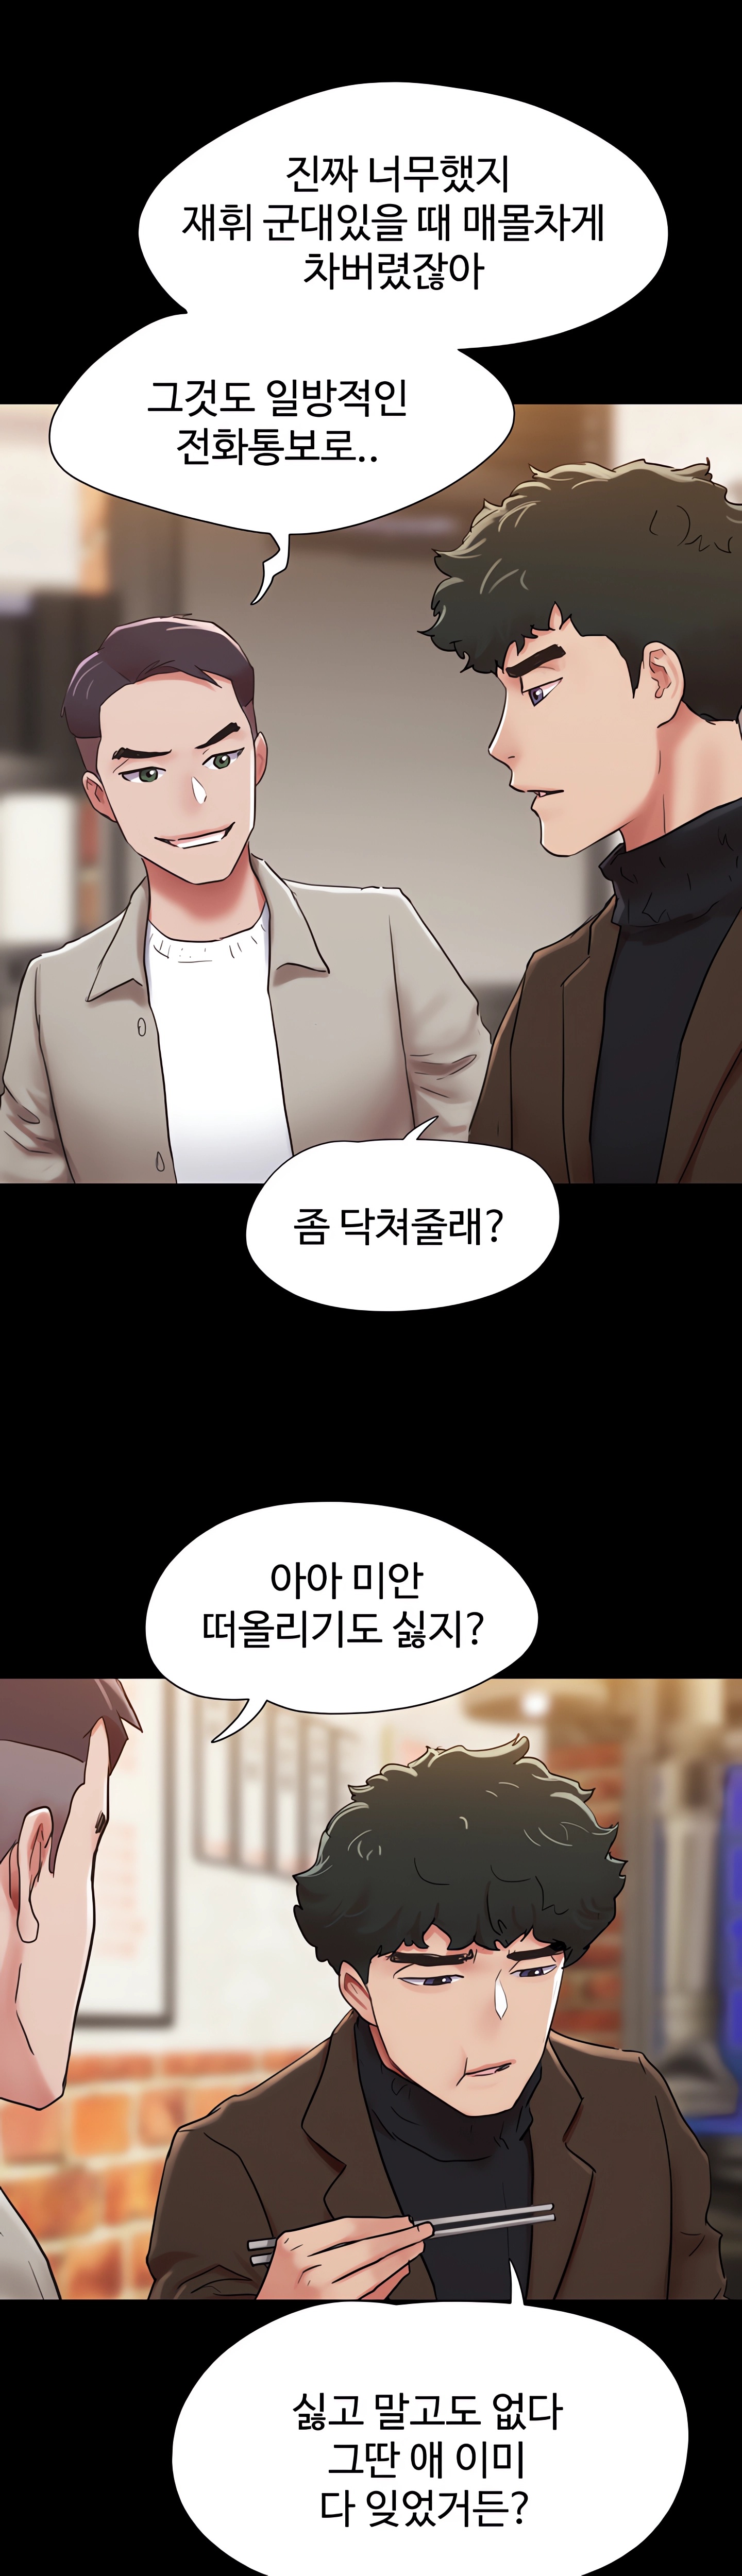 진짜 너무했지
재휘 군대있을 때 매몰차게
차버렸잖아
그것도 일방적인
전화통보로..
좀 닥쳐줄래?
아아 미안
떠올리기도 싫지?
싫고 말고도 없다
그딴 애 이미
다 잊었거든?